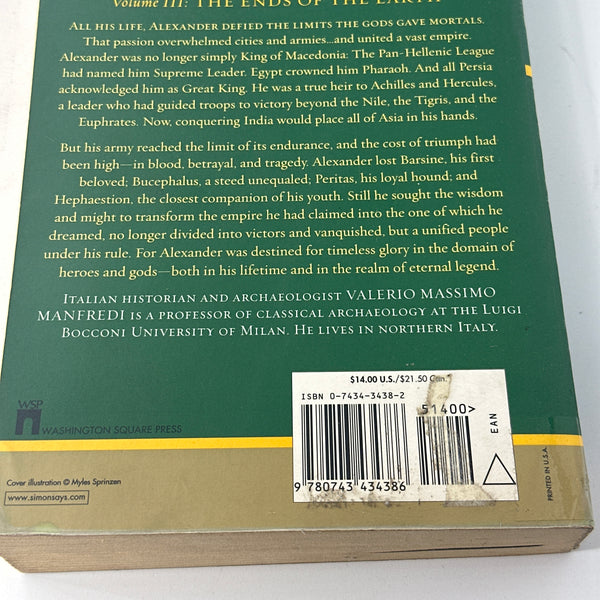 Volume III: THE ENDS OF THE EARTH
ALL HIS LIFE, ALEXANDER DEFIED THE LIMITS THE GODS GAVE MORTALS.
That passion overwhelmed cities and armies...and united a vast empire.
Alexander was no longer simply King of Macedonia: The Pan-Hellenic League
had named him Supreme Leader. Egypt crowned him Pharaoh. And all Persia
acknowledged him as Great King. He was a true heir to Achilles and Hercules,
a leader who had guided troops to victory beyond the Nile, the Tigris, and the
Euphrates. Now, conquering India would place all of Asia in his hands.
But his army reached the limit of its endurance, and the cost of triumph had
been high—in blood, betrayal, and tragedy. Alexander lost Barsine, his first
beloved; Bucephalus, a steed unequaled; Peritas, his loyal hound; and
Hephaestion, the closest companion of his youth. Still he sought the wisdom
and might to transform the empire he had claimed into the one of which he
dreamed, no longer divided into victors and vanquished, but a unified people
under his rule. For Alexander was destined for timeless glory in the domain of
heroes and gods—both in his lifetime and in the realm of eternal legend.
ITALIAN HISTORIAN AND ARCHAEOLOGIST VALERIO MASSIMO
MANFREDI IS A PROFESSOR OF CLASSICAL ARCHAEOLOGY AT THE LUIGI
BOCCONI UNIVERSITY OF MILAN. HE LIVES IN NORTHERN ITALY.
$14.00 U.S./$21.50 Can.
ISBN 0-7434-3438-2
51400>
EAN
9 780743 434386
PRINTED IN U.S.A.
WSP
WASHINGTON SQUARE PRESS
Cover illustration © Myles Sprinzen
www.simonsays.com